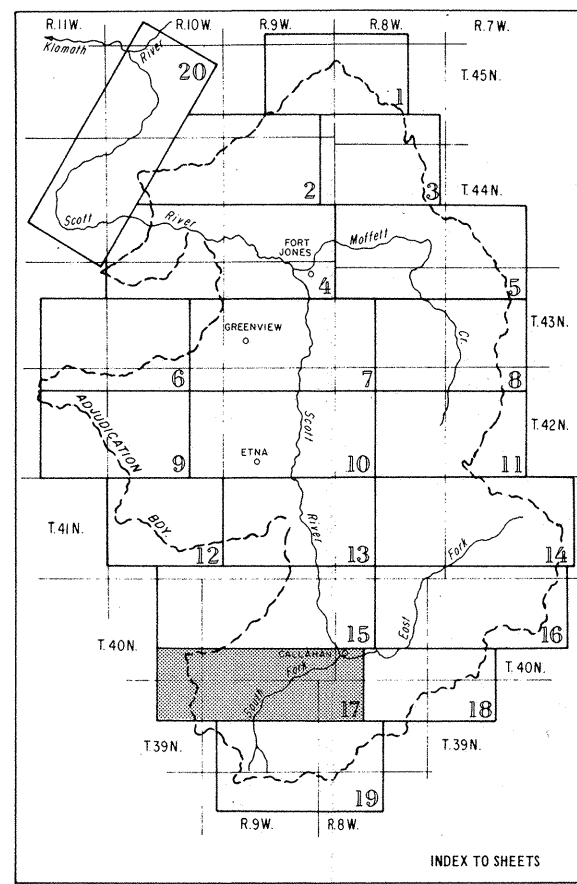 R.11W. R.10W. R.9W. R.8W. R.7W.
Klamath River
20
T.45N.
1
2
3
T.44N.
Scott River
FORT JONES
Moffett Cr.
4
5
GREENVIEW
T.43N.
6
7
8
ADJUDICATION BDY.
Scott River
T.42N.
ETNA
9
10
11
T.41N.
12
13
14
East Fork
15
16
T.40N.
CALLAHAN
South Fork
T.40N.
17
18
T.39N.
T.39N.
19
R.9W. R.8W.
INDEX TO SHEETS